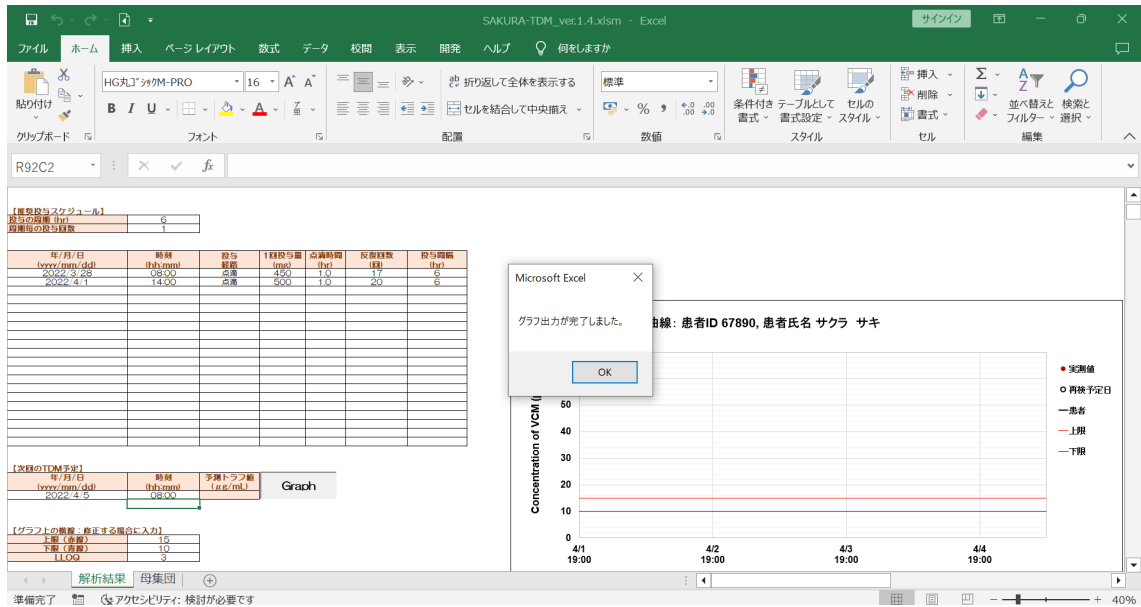 SAKURA-TDM_ver.1.4.xlsm - Excel
サインイン
ファイル ホーム 挿入 ページ レイアウト 数式 データ 校閲 表示 開発 ヘルプ 何をしますか
貼り付け
HG丸ｺﾞｼｯｸM-PRO 16
折り返して全体を表示する
標準
B I U
セルを結合して中央揃え
条件付き書式
テーブルとして書式設定
セルのスタイル
挿入
削除
書式
並べ替えと
フィルター
検索と
選択
クリップボード フォント 配置 数値 スタイル セル 編集
R92C2
fx
【推奨投与スケジュール】
投与の周期 (hr) 6
周期毎の投与回数 1
年/月/日 時刻 投与 1回投与量 点滴時間 反復回数 投与間隔
(yyyy/mm/dd) (hh:mm) 経路 (mg) (hr) (回) (hr)
2022/3/28 08:00 点滴 450 1.0 17 6
2022/4/1 14:00 点滴 500 1.0 20 6
Microsoft Excel
グラフ出力が完了しました。
OK
曲線: 患者ID 67890, 患者氏名 サクラ サキ
実測値
再検予定日
患者
上限
下限
Concentration of VCM (
50
40
30
20
10
0
4/1 4/2 4/3 4/4
19:00 19:00 19:00 19:00
【次回のTDM予定】
年/月/日 時刻 予測トラフ値
(yyyy/mm/dd) (hh:mm) (μg/mL)
2022/4/5 08:00
Graph
【グラフ上の横線：修正する場合に入力】
上限 (赤線) 15
下限 (青線) 10
LLOQ 3
解析結果 母集団
準備完了 アクセシビリティ: 検討が必要です 40%